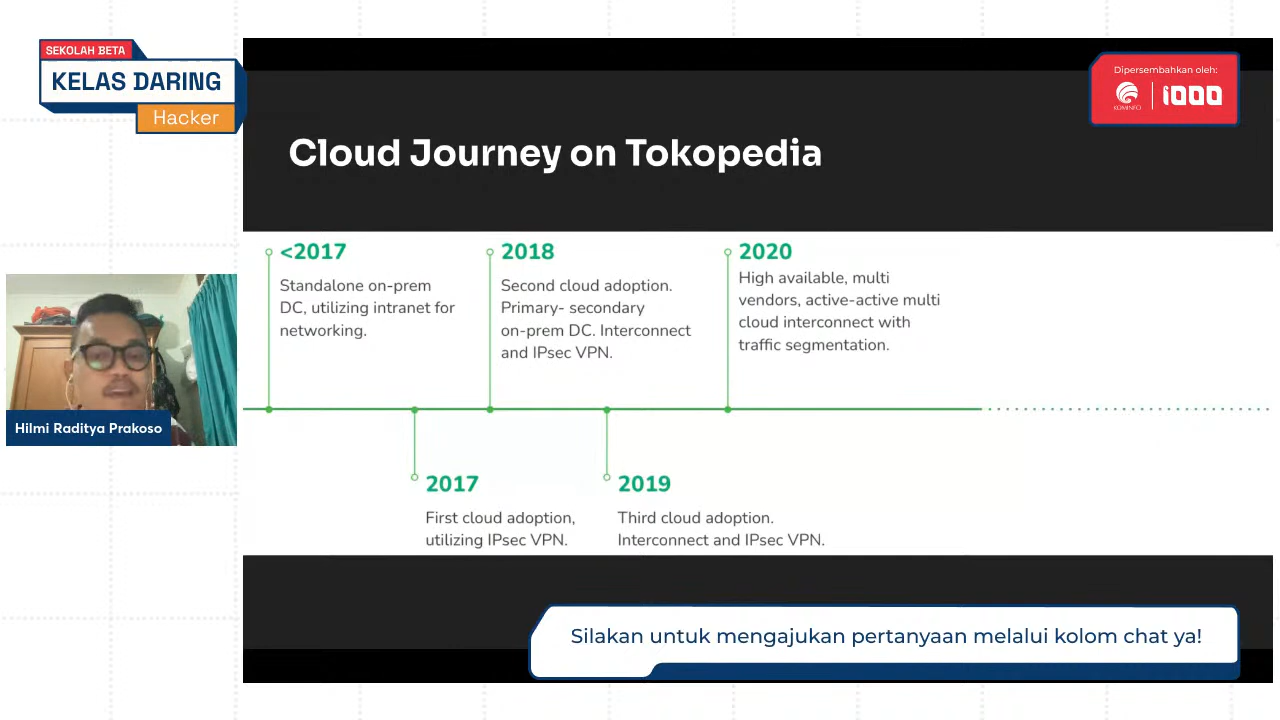 SEKOLAH BETA
KELAS DARING
Hacker
Dipersembahkan oleh:
KOMINFO
1000
Cloud Journey on Tokopedia
<2017
Standalone on-prem
DC, utilizing intranet for
networking.
2018
Second cloud adoption.
Primary- secondary
on-prem DC. Interconnect
and IPsec VPN.
2020
High available, multi
vendors, active-active multi
cloud interconnect with
traffic segmentation.
Hilmi Raditya Prakoso
2017
First cloud adoption,
utilizing IPsec VPN.
2019
Third cloud adoption.
Interconnect and IPsec VPN.
Silakan untuk mengajukan pertanyaan melalui kolom chat ya!